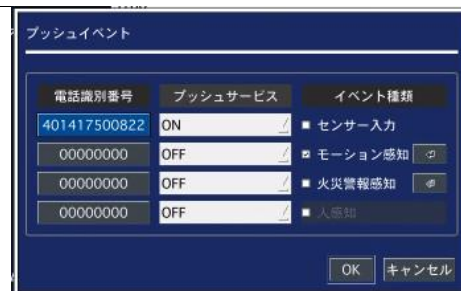 プッシュイベント
電話識別番号 プッシュサービス イベント種類
401417500822 ON センサー入力
00000000 OFF モーション感知
00000000 OFF 火災警報感知
00000000 OFF 人感知
OK キャンセル